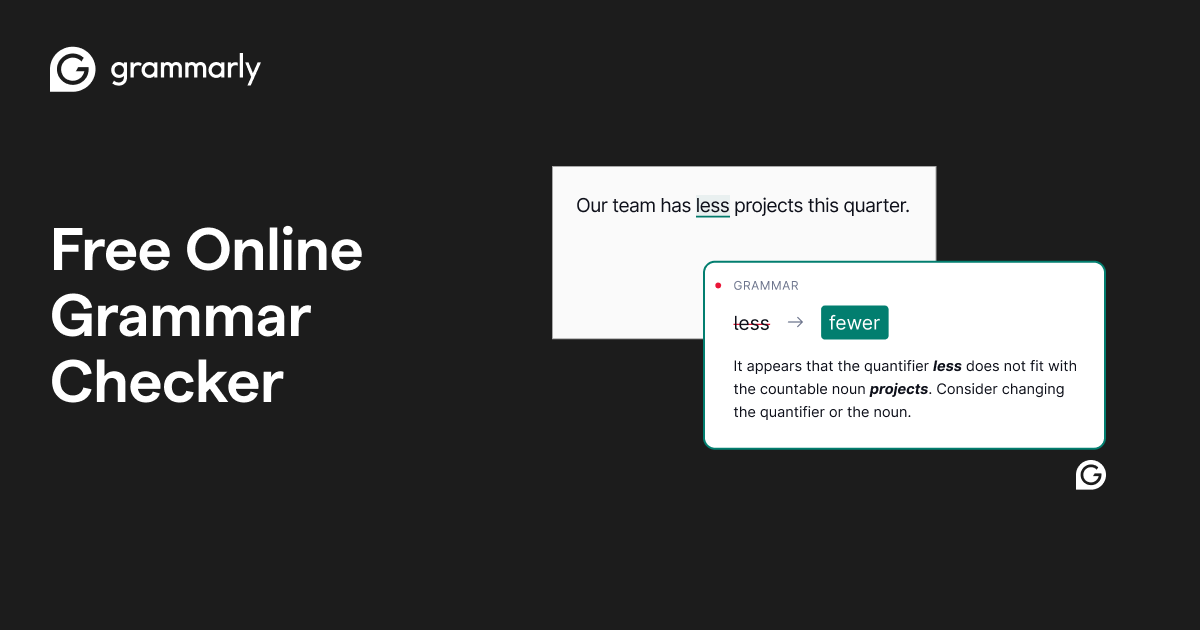 grammarly
Free Online
Grammar
Checker
Our team has less projects this quarter.
GRAMMAR
less → fewer
It appears that the quantifier less does not fit with
the countable noun projects. Consider changing
the quantifier or the noun.